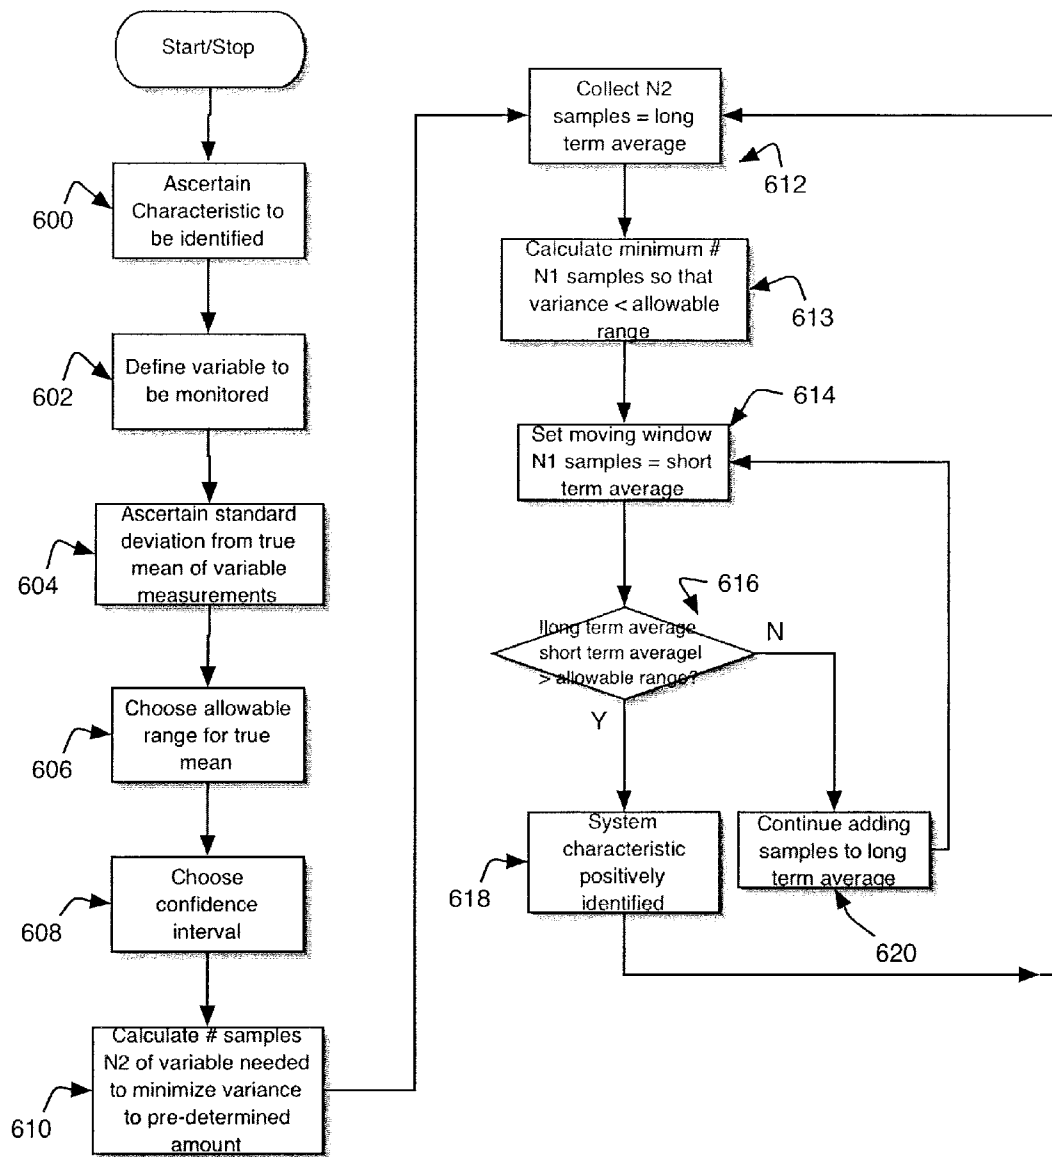 Start/Stop
Ascertain
Characteristic to
be identified
600
Define variable to
be monitored
602
Ascertain standard
deviation from true
mean of variable
measurements
604
Choose allowable
range for true
mean
606
Choose
confidence
interval
608
Calculate # samples
N2 of variable needed
to minimize variance
to pre-determined
amount
610
Collect N2
samples = long
term average
612
Calculate minimum #
N1 samples so that
variance < allowable
range
613
Set moving window
N1 samples = short
term average
614
llong term average
short term averagel
> allowable range?
616
N
Y
System
characteristic
positively
identified
618
Continue adding
samples to long
term average
620